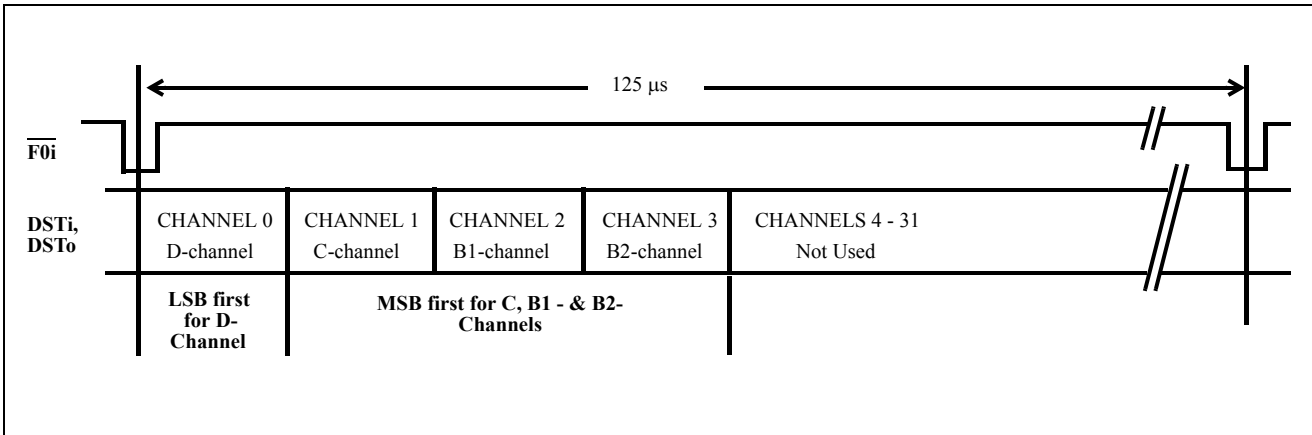 125 µs
F0i
DSTi,
DSTo
CHANNEL 0
D-channel
CHANNEL 1
C-channel
CHANNEL 2
B1-channel
CHANNEL 3
B2-channel
CHANNELS 4 - 31
Not Used
LSB first
for D-
Channel
MSB first for C, B1 - & B2-
Channels